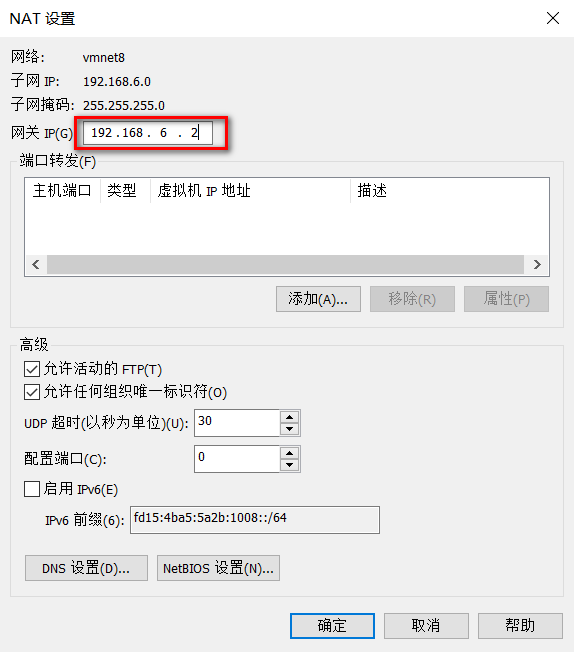 NAT 设置
网络: vmnet8
子网 IP: 192.168.6.0
子网掩码: 255.255.255.0
网关 IP(G) 192.168. 6 . 2
端口转发(F)
主机端口 类型 虚拟机 IP 地址 描述
添加(A)... 移除(R) 属性(P)
高级
允许活动的 FTP(T)
允许任何组织唯一标识符(O)
UDP 超时(以秒为单位)(U): 30
配置端口(C): 0
启用 IPv6(E)
IPv6 前缀(6): fd15:4ba5:5a2b:1008::/64
DNS 设置(D)... NetBIOS 设置(N)...
确定 取消 帮助